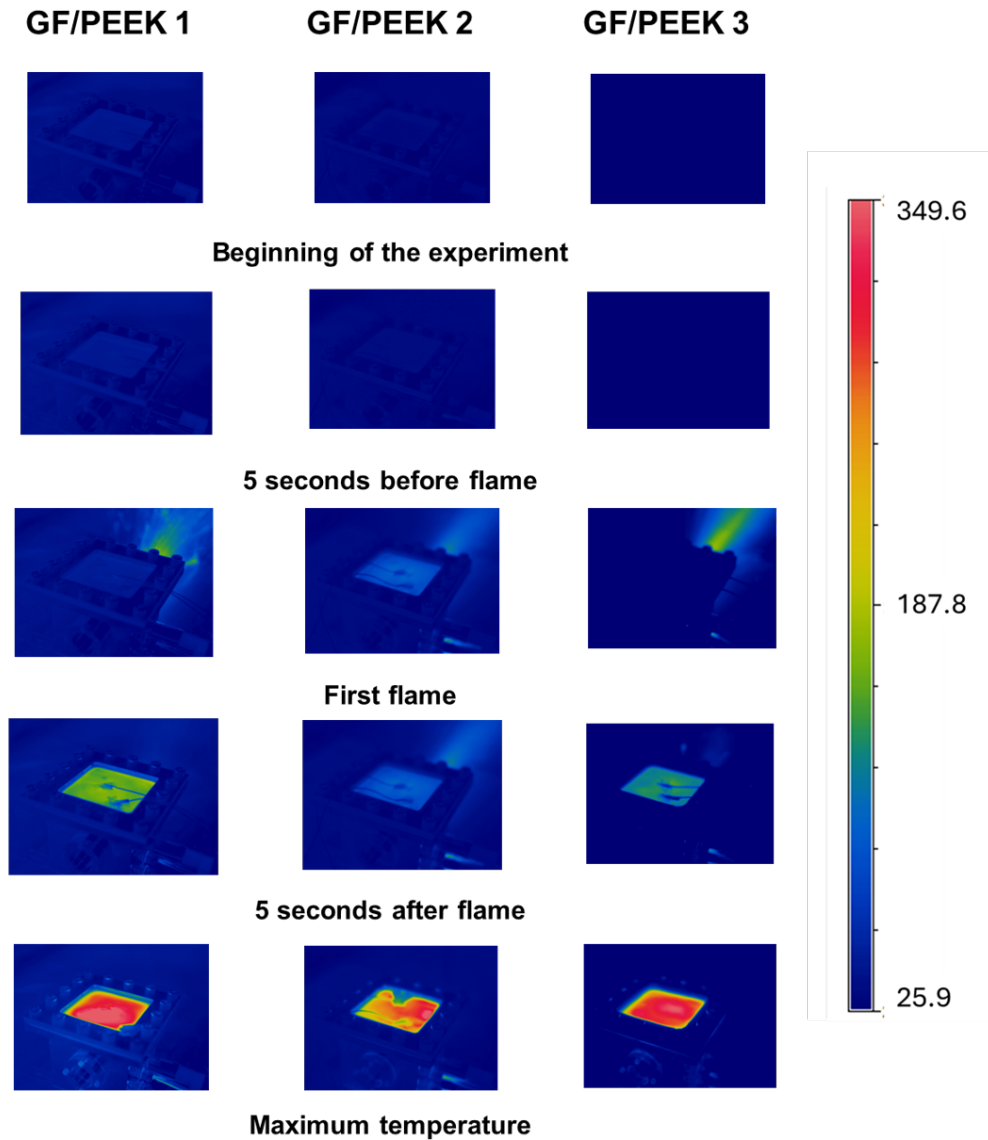 GF/PEEK 1 GF/PEEK 2 GF/PEEK 3
Beginning of the experiment
349.6
5 seconds before flame
187.8
First flame
5 seconds after flame
25.9
Maximum temperature